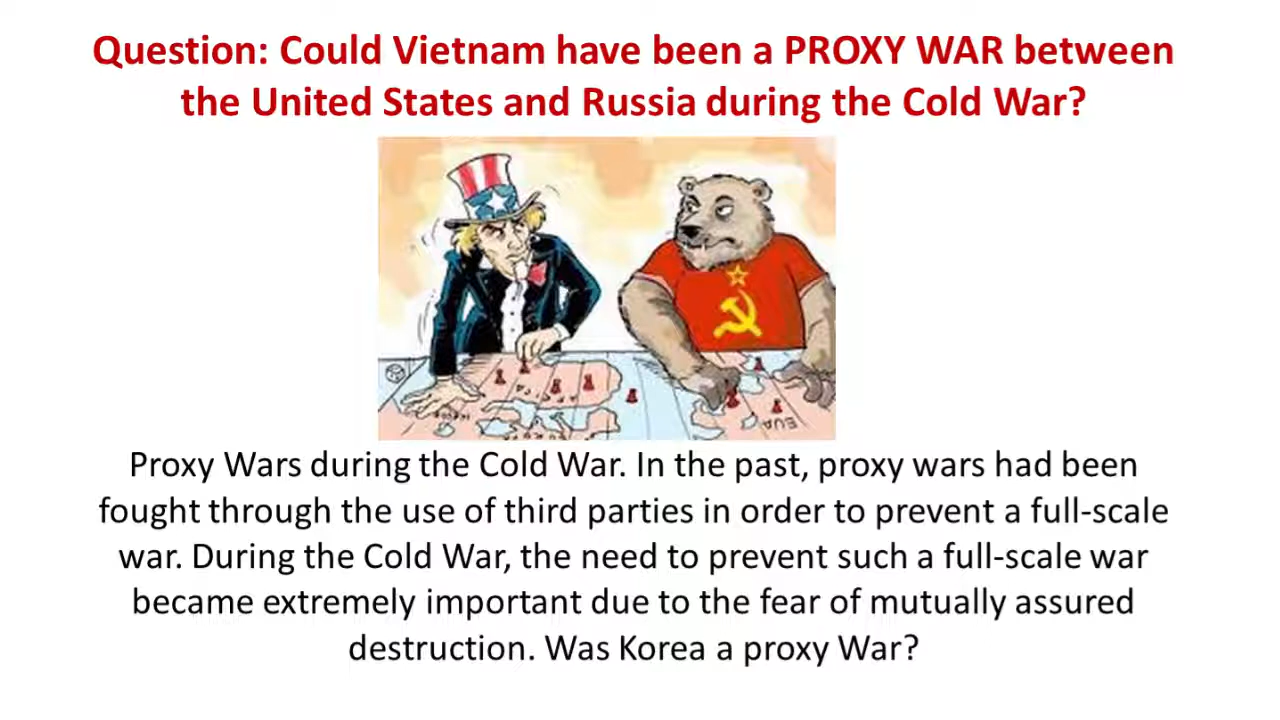 Question: Could Vietnam have been a PROXY WAR between
the United States and Russia during the Cold War?
EUA
Proxy Wars during the Cold War. In the past, proxy wars had been
fought through the use of third parties in order to prevent a full-scale
war. During the Cold War, the need to prevent such a full-scale war
became extremely important due to the fear of mutually assured
destruction. Was Korea a proxy War?